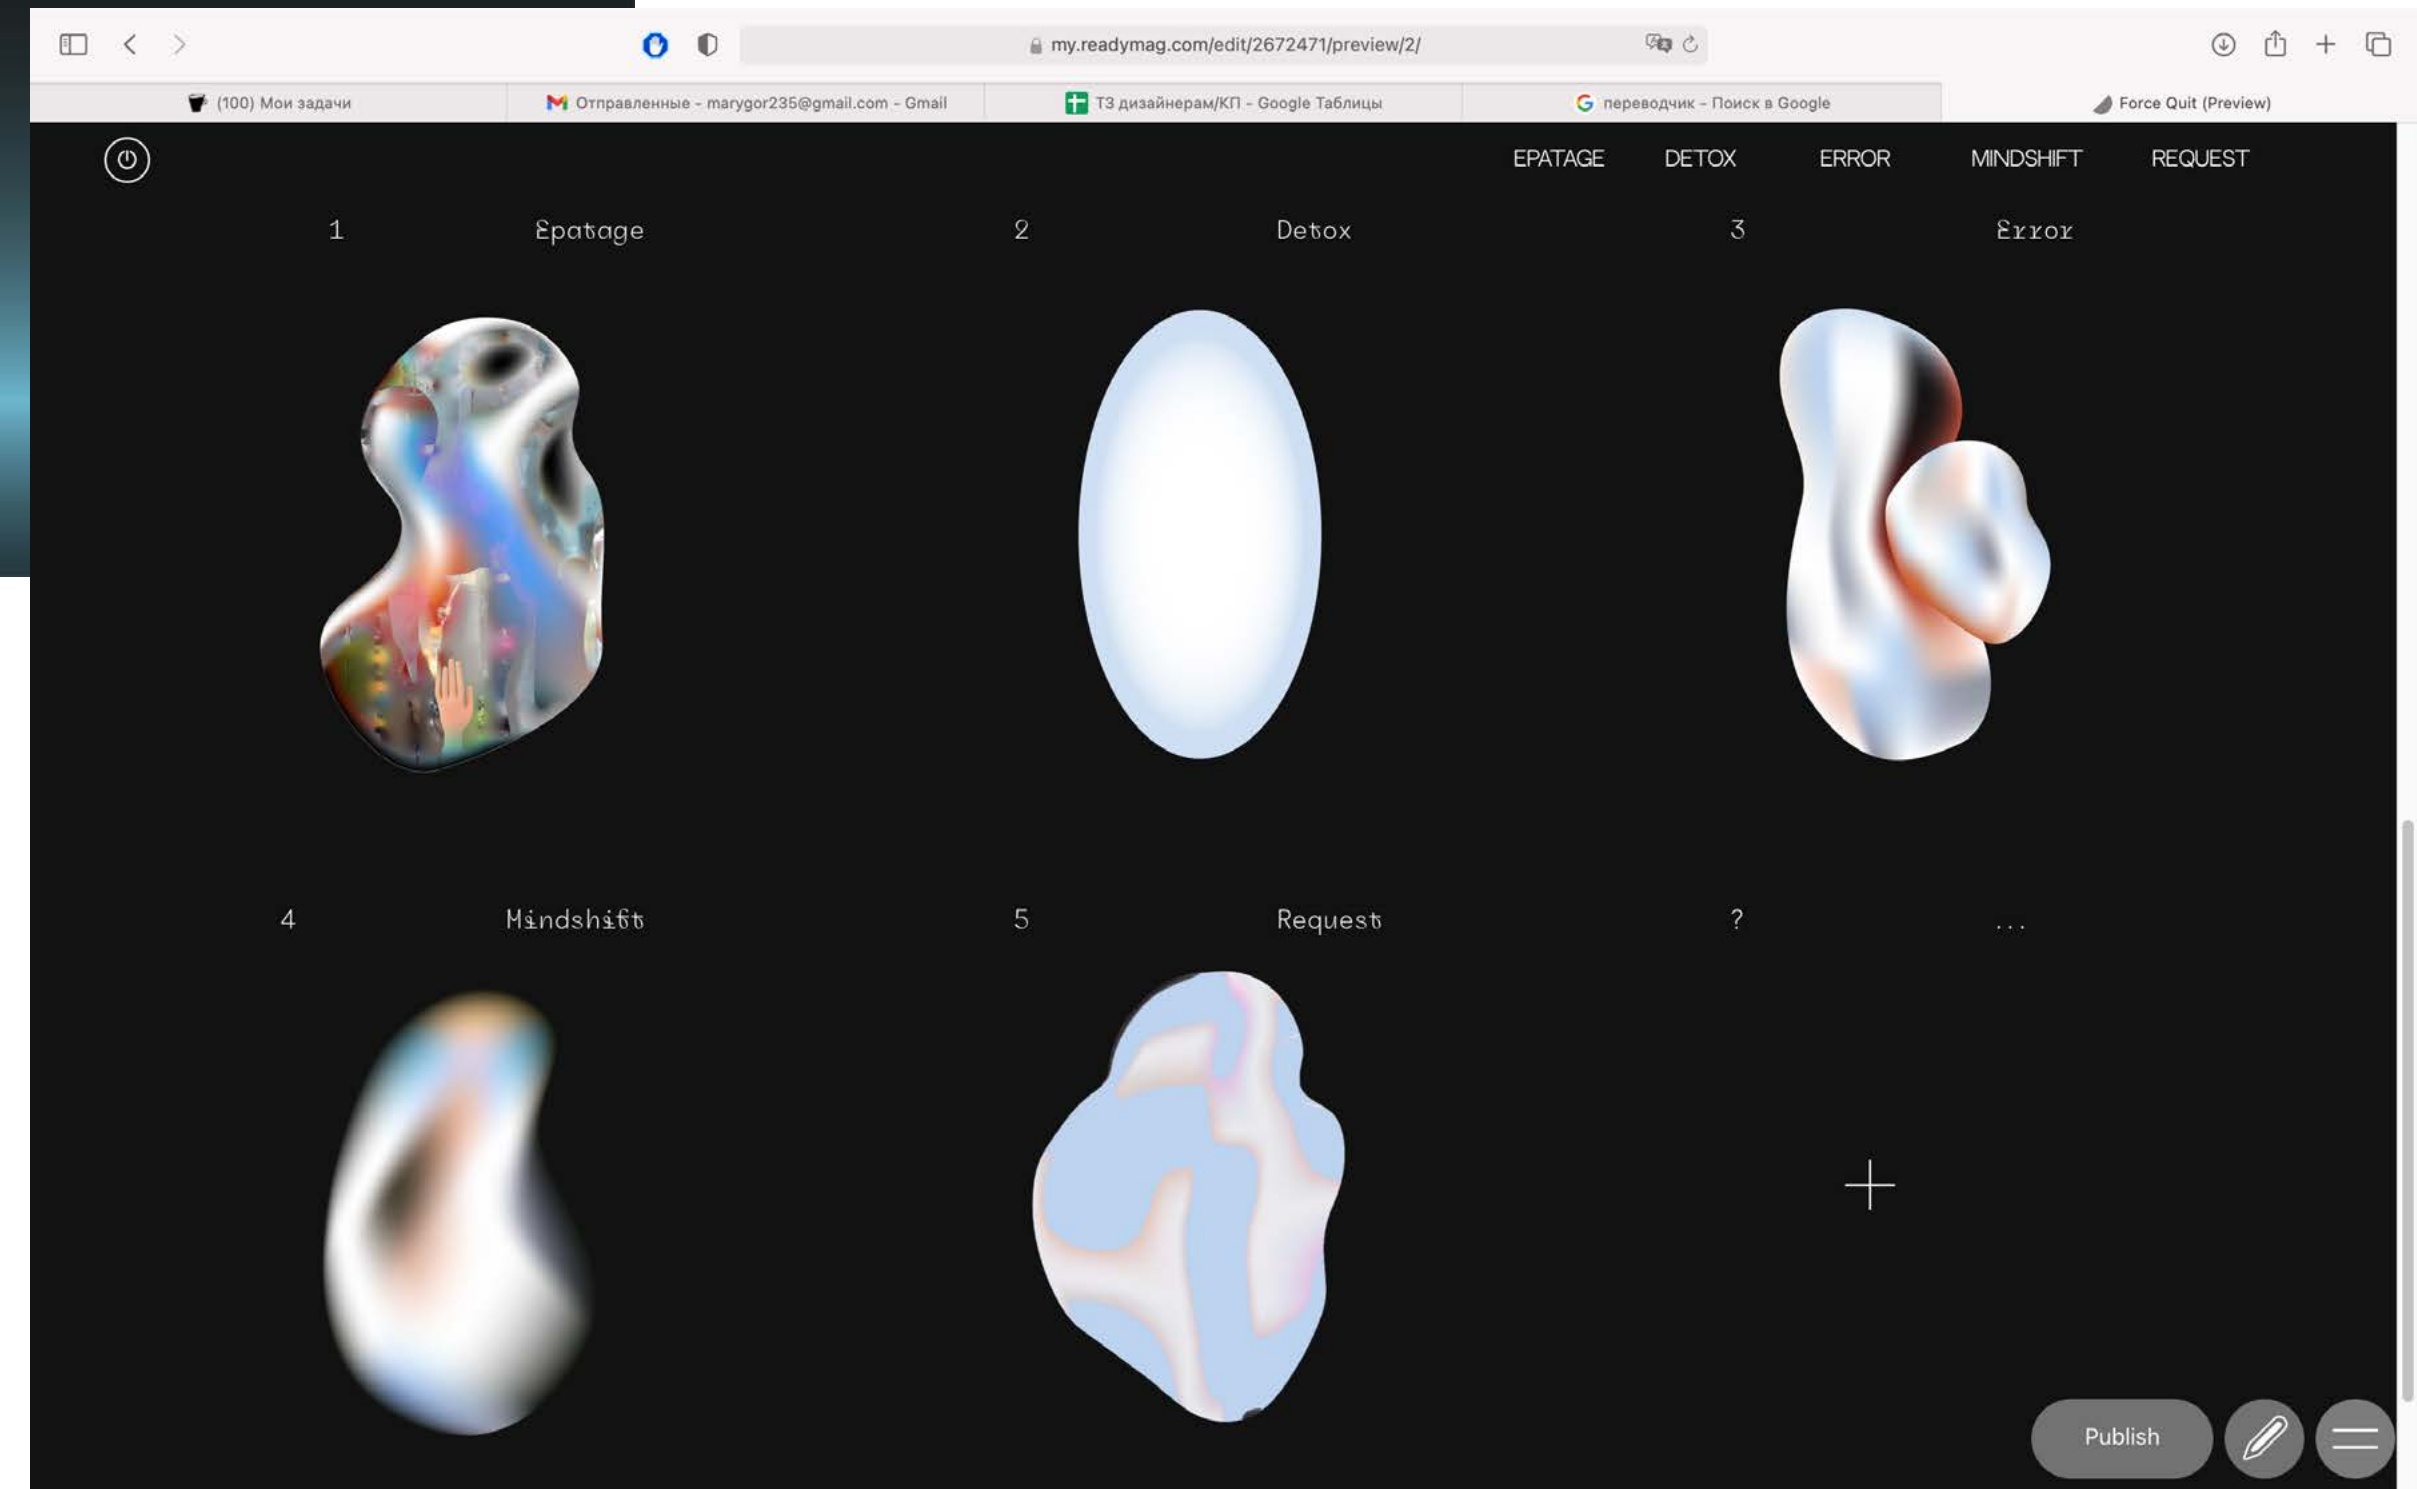 my.readymag.com/edit/2672471/preview/2/
(100) Мои задачи
Отправленные - marygor235@gmail.com - Gmail
ТЗ дизайнерам/КП - Google Таблицы
переводчик - Поиск в Google
Force Quit (Preview)
EPATAGE DETOX ERROR MINDSHIFT REQUEST
1 Epatage 2 Detox 3 Error
4 Mindshift 5 Request ? ...
Publish